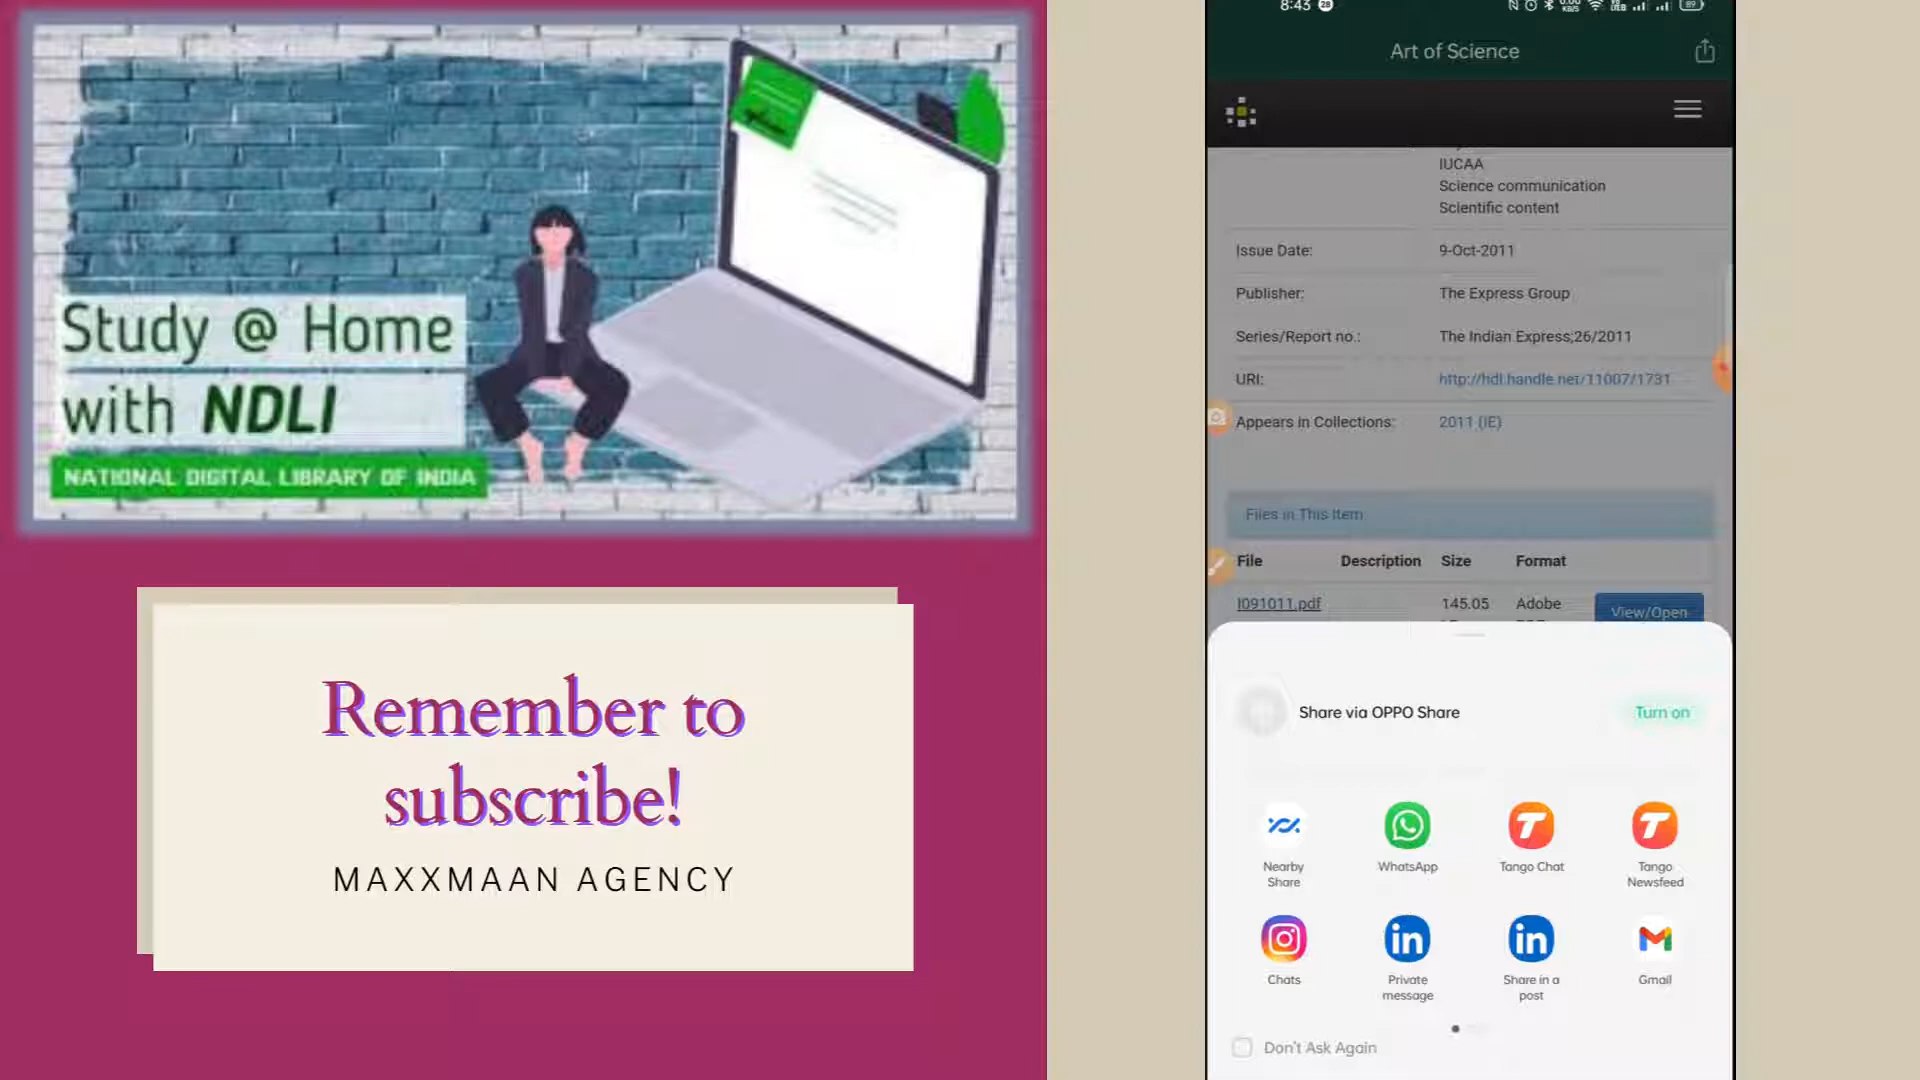 Study @ Home
with NDLI
NATIONAL DIGITAL LIBRARY OF INDIA
Remember to
subscribe!
MAXXMAAN AGENCY
8:43 28
Art of Science
IUCAA
Science communication
Scientific content
Issue Date: 9-Oct-2011
Publisher: The Express Group
Series/Report no.: The Indian Express;26/2011
URI: http://hdl.handle.net/11007/1731
Appears in Collections: 2011 (IE)
Files in This Item
File Description Size Format
I091011.pdf 145.05 Adobe View/Open
Share via OPPO Share Turn on
Nearby
Share
WhatsApp
Tango Chat
Tango
Newsfeed
Chats
Private
message
Share in a
post
Gmail
Don't Ask Again